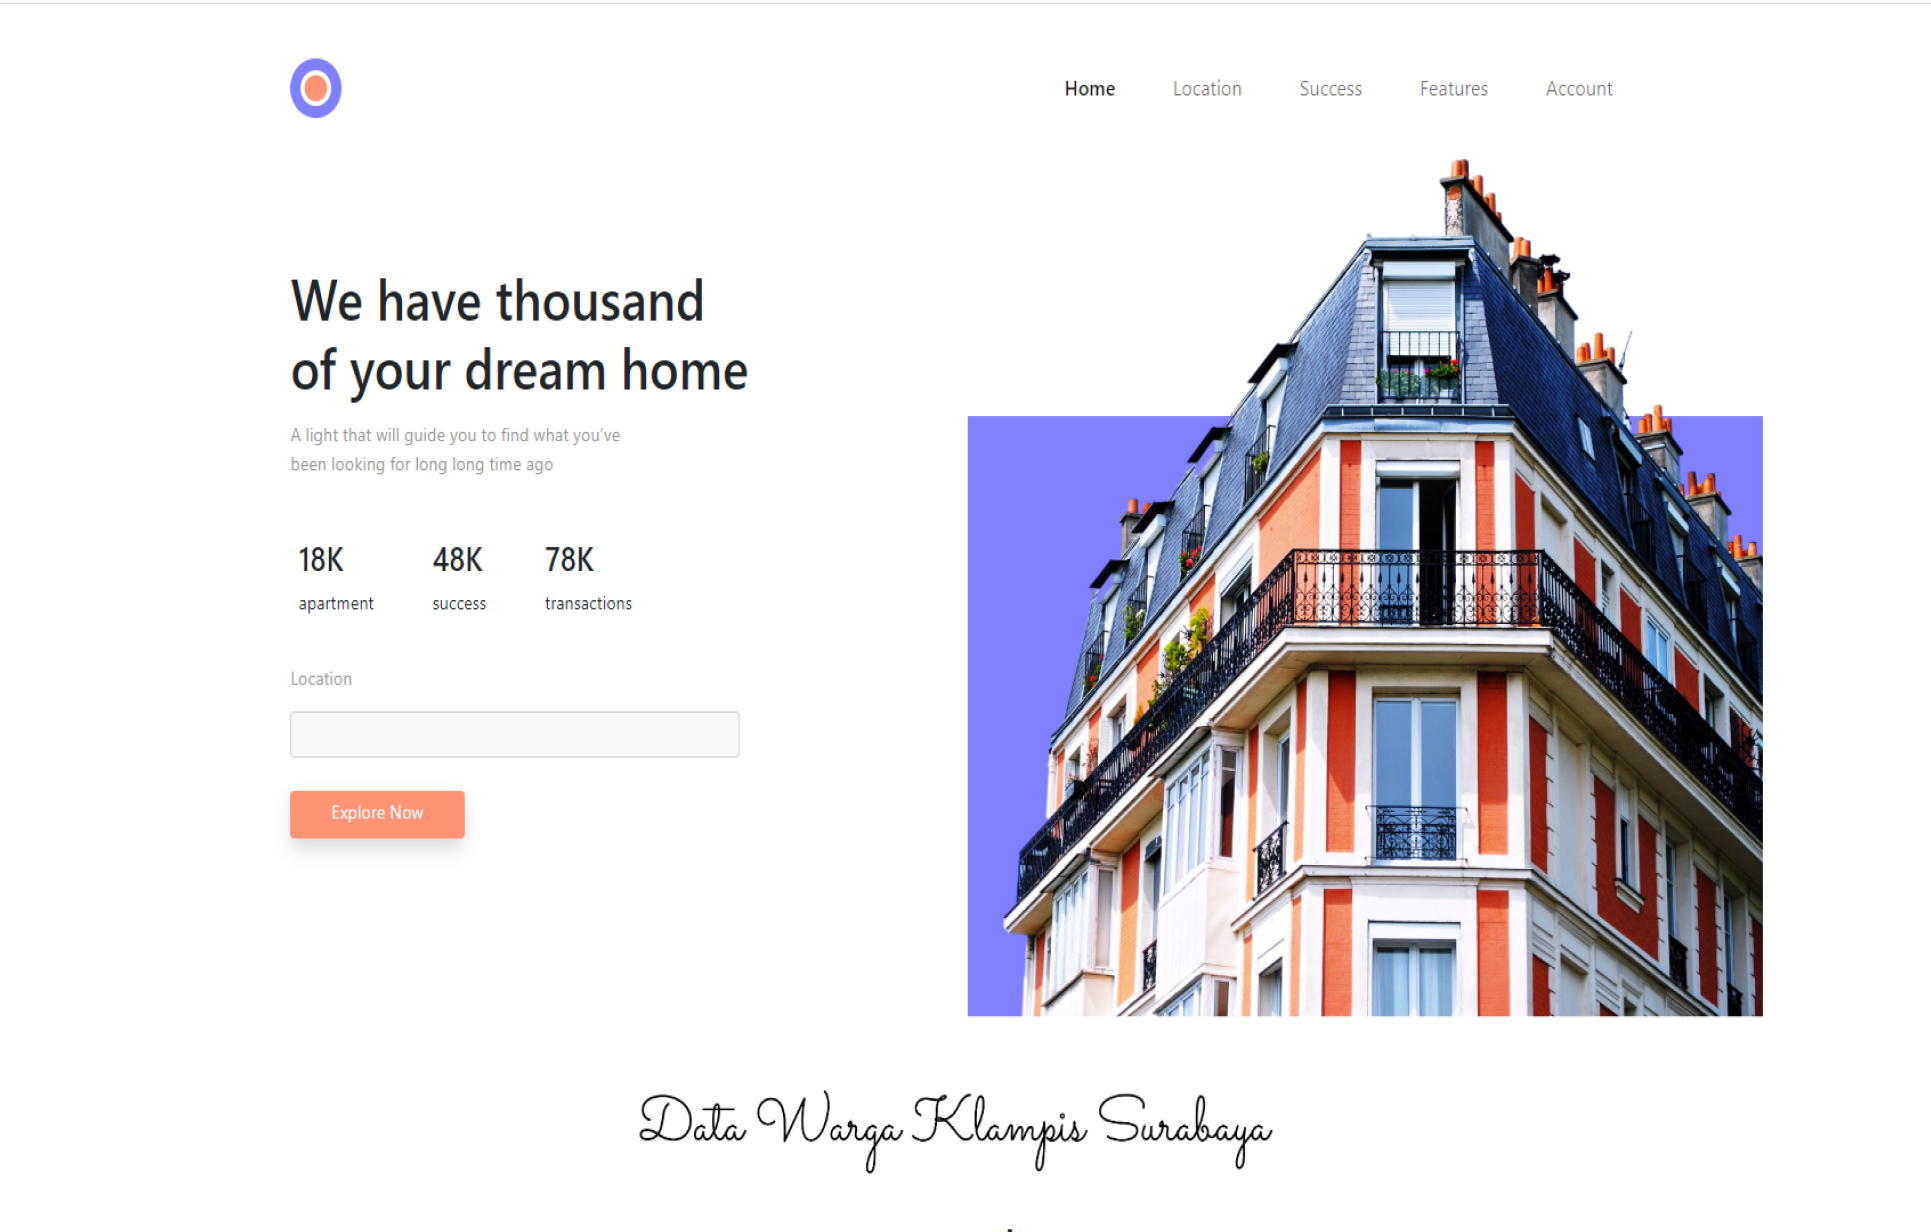 Home Location Success Features Account
We have thousand
of your dream home
A light that will guide you to find what you’ve
been looking for long long time ago
18K 48K 78K
apartment success transactions
Location
Explore Now
Data Warga Klampis Surabaya